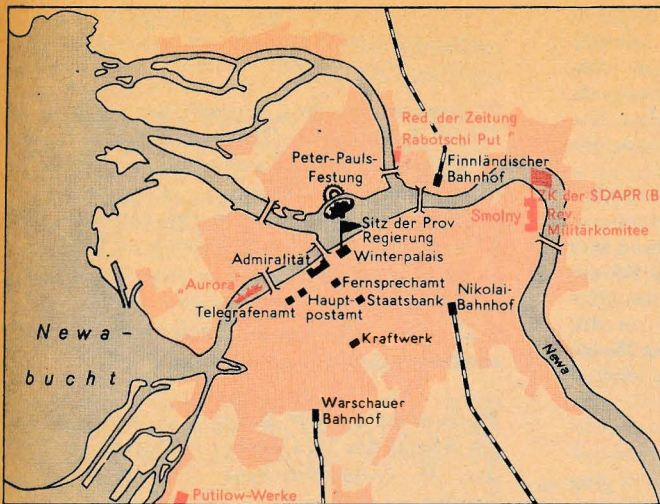 Red. der Zeitung
Rabotschi Put"
Peter-Pauls-
Festung
Finnländischer
Bahnhof
ZK der SDAPR (B
Smolny
Rev.
Militärkomitee
Sitz der Prov
Regierung
Admiralität
Winterpalais
„Aurora"
Fernsprechamt
Telegrafenamt
Haupt-
postamt
Staatsbank
Nikolai-
Bahnhof
Newa-
bucht
Kraftwerk
Newa
Warschauer
Bahnhof
Putilow-Werke